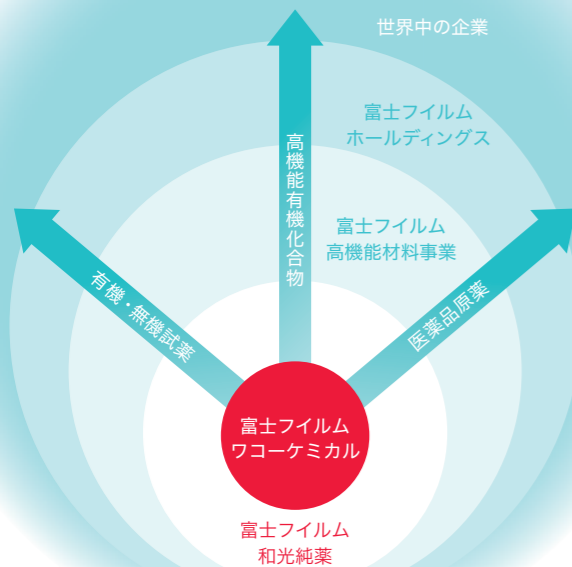 世界中の企業
富士フイルム
ホールディングス
高機能有機化合物
富士フイルム
高機能材料事業
有機・無機試薬
医薬品原薬
富士フイルム
ワコーケミカル
富士フイルム
和光純薬